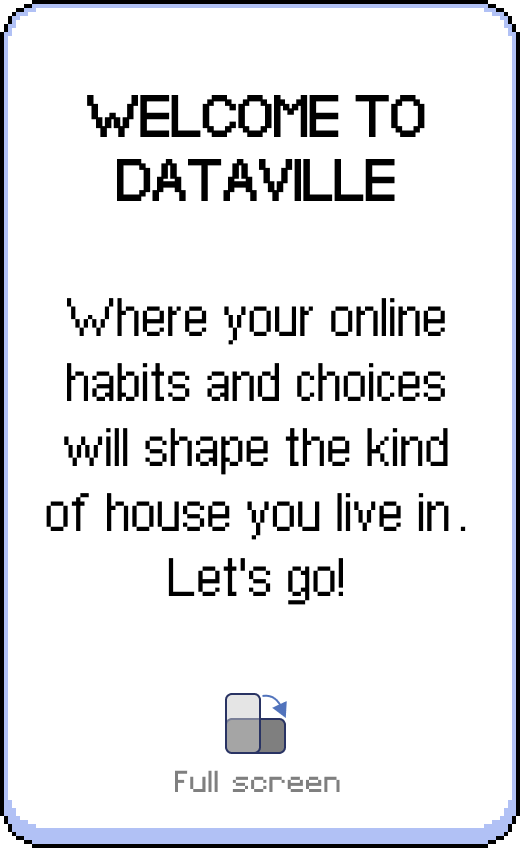 WELCOME TO
DATAVILLE
Where your online
habits and choices
will shape the kind
of house you live in.
Let's go!
Full screen